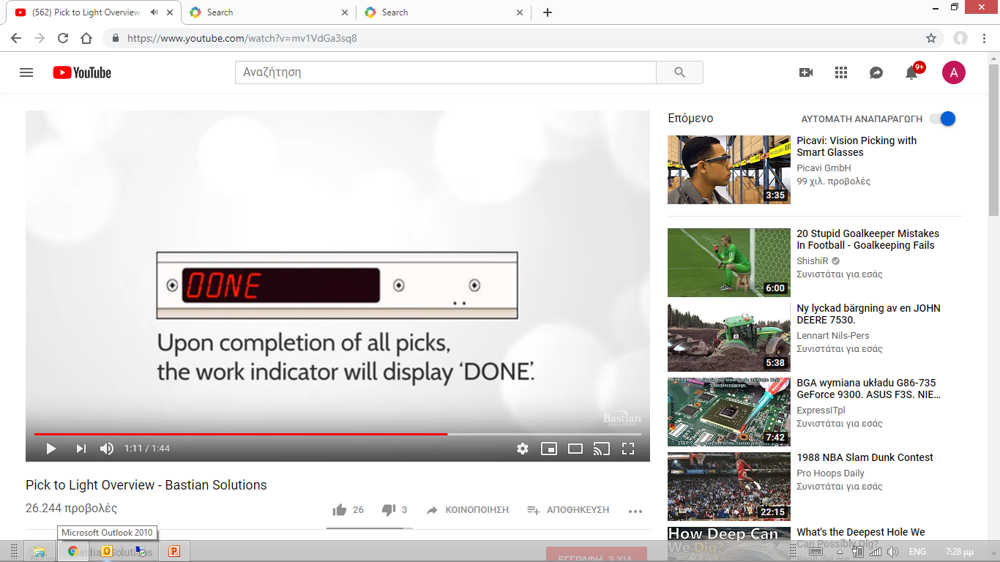 (562) Pick to Light Overview
Search
Search
https://www.youtube.com/watch?v=mv1VdGa3sq8
YouTube
Αναζήτηση
9+
A
DONE
Upon completion of all picks,
the work indicator will display ‘DONE’.
Bastian
SOLUTIONS
1:11 / 1:44
Pick to Light Overview - Bastian Solutions
26.244 προβολές
26
3
ΚΟΙΝΟΠΟΙΗΣΗ
ΑΠΟΘΗΚΕΥΣΗ
Επόμενο
ΑΥΤΟΜΑΤΗ ΑΝΑΠΑΡΑΓΩΓΗ
3:35
Picavi: Vision Picking with
Smart Glasses
Picavi GmbH
99 χιλ. προβολές
6:00
20 Stupid Goalkeeper Mistakes
In Football - Goalkeeping Fails
ShishiR
Συνιστάται για εσάς
5:38
Ny lyckad bärgning av en JOHN
DEERE 7530.
Lennart Nils-Pers
Συνιστάται για εσάς
7:42
BGA wymiana układu G86-735
GeForce 9300. ASUS F3S. NIE…
ExpressITpl
Συνιστάται για εσάς
22:15
1988 NBA Slam Dunk Contest
Pro Hoops Daily
Συνιστάται για εσάς
How Deep Can
We Dig?
What's the Deepest Hole We
Can Possibly Dig?
RealLifeLore
Microsoft Outlook 2010
Bastian Solutions
ΕΓΓΡΑΦΗ 3 ΧΙΛ
ENG
7:28 μμ